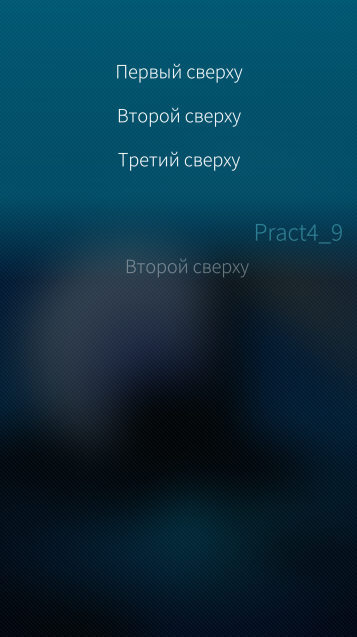 Первый сверху
Второй сверху
Третий сверху
Pract4_9
Второй сверху